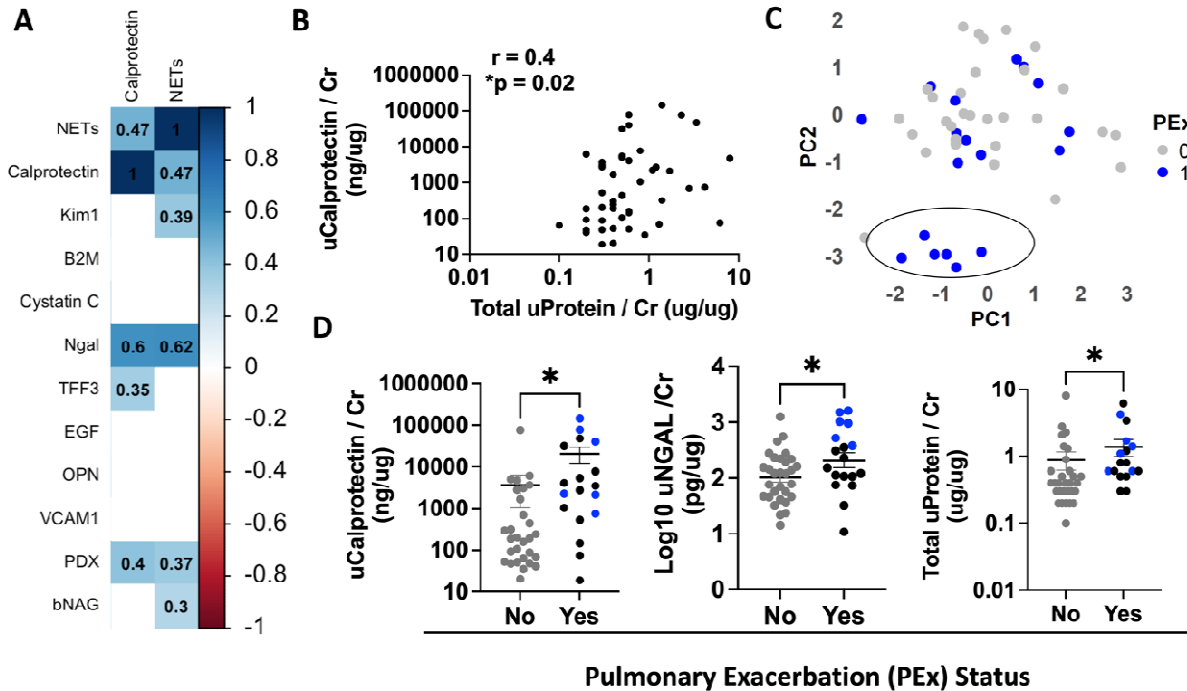 A
Calprotectin
NETs
NETs 0.47 1
Calprotectin 1 0.47
Kim1 0.39
B2M
Cystatin C
Ngal 0.6 0.62
TFF3 0.35
EGF
OPN
VCAM1
PDX 0.4 0.37
bNAG 0.3
1
0.8
0.6
0.4
0.2
0
-0.2
-0.4
-0.6
-0.8
-1
B
r = 0.4
*p = 0.02
uCalprotectin / Cr
(ng/ug)
1000000
100000
10000
1000
100
10
0.01 0.1 1 10
Total uProtein / Cr (ug/ug)
C
PC2
2
1
0
-1
-2
-3
-2 -1 0 1 2 3
PC1
PEx
0
1
D
uCalprotectin / Cr
(ng/ug)
1000000
100000
10000
1000
100
10
*
No Yes
Log10 uNGAL /Cr
(pg/ug)
4
3
2
1
0
*
No Yes
Total uProtein / Cr
(ug/ug)
10
1
0.1
0.01
*
No Yes
Pulmonary Exacerbation (PEx) Status